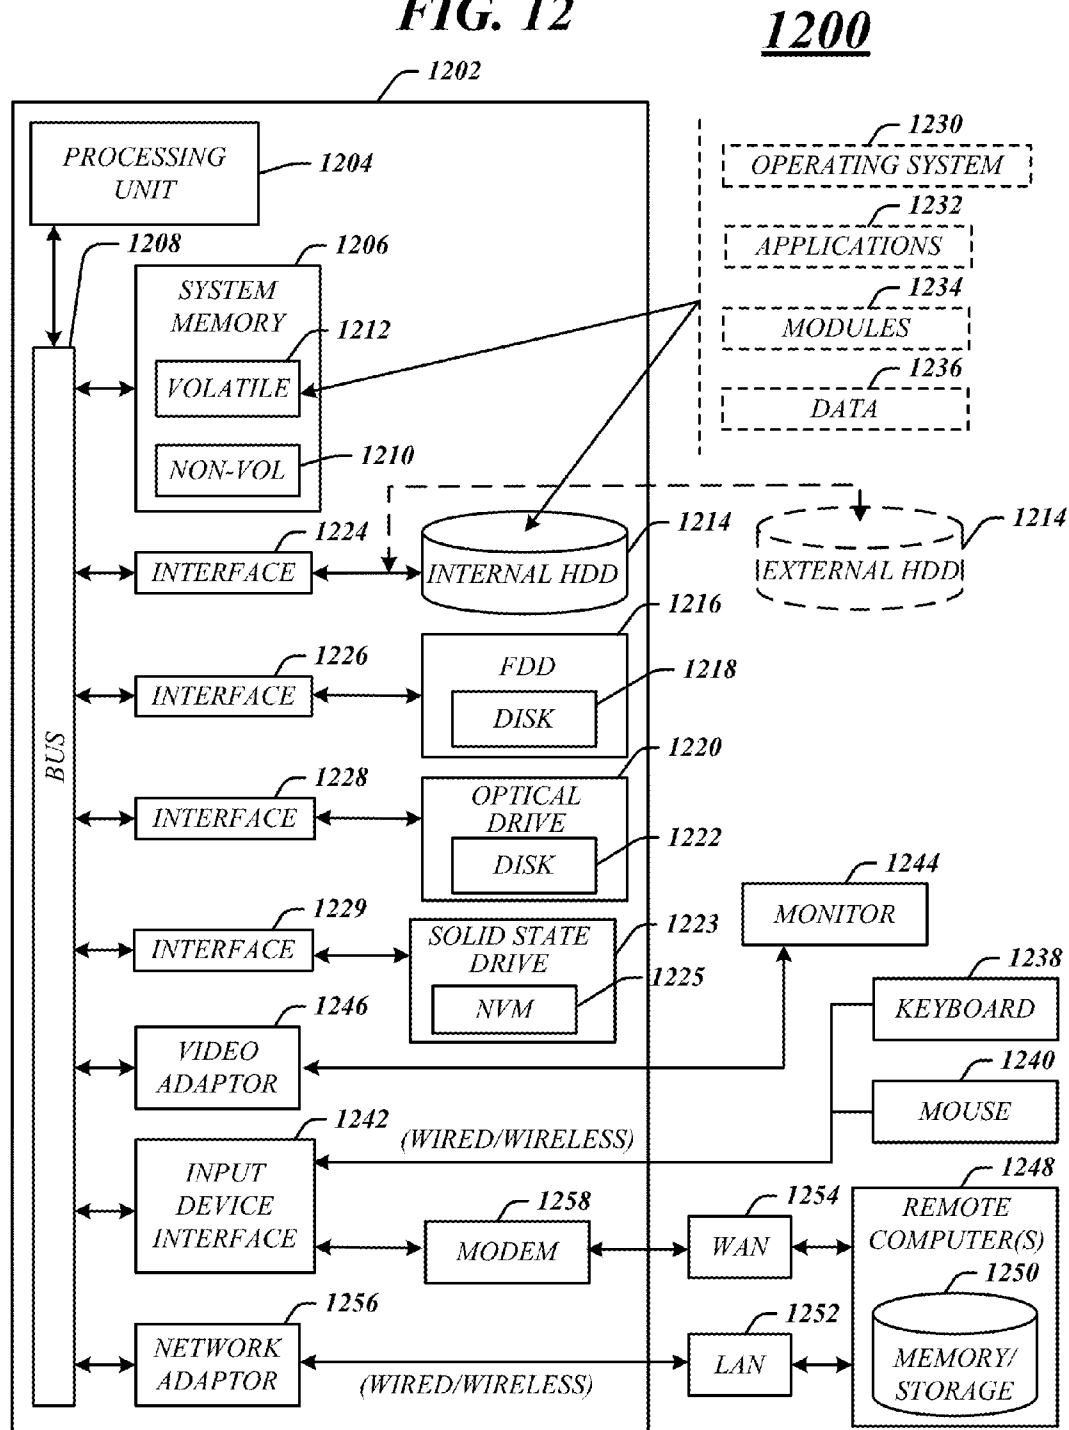 FIG. 12
1200
1202
PROCESSING
UNIT
1204
1208
1206
SYSTEM
MEMORY
1212
VOLATILE
1210
NON-VOL
1230
OPERATING SYSTEM
1232
APPLICATIONS
1234
MODULES
1236
DATA
1224
INTERFACE
1214
INTERNAL HDD
1214
EXTERNAL HDD
1216
1226
INTERFACE
FDD
1218
DISK
BUS
1220
1228
INTERFACE
OPTICAL
DRIVE
1222
DISK
1244
MONITOR
1229
INTERFACE
SOLID STATE
DRIVE
1223
1225
NVM
1238
KEYBOARD
1246
VIDEO
ADAPTOR
1240
MOUSE
1242
(WIRED/WIRELESS)
INPUT
DEVICE
INTERFACE
1258
MODEM
1254
WAN
1248
REMOTE
COMPUTER(S)
1250
MEMORY/
STORAGE
1256
NETWORK
ADAPTOR
(WIRED/WIRELESS)
1252
LAN